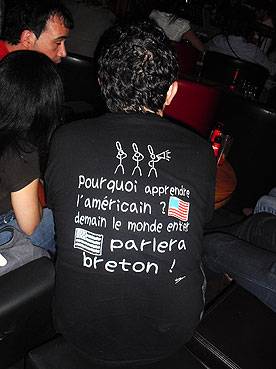 Pourquoi apprendre
l'américain ?
demain le monde entier
parlera
breton !